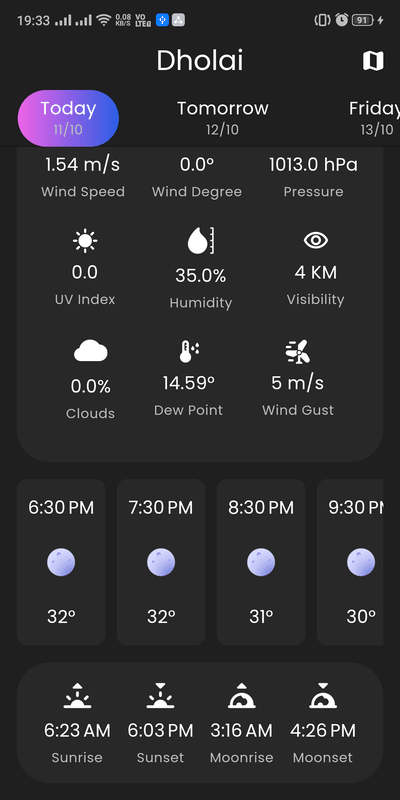 19:33 0.08 KB/S VO LTE 91
Dholai
Today Tomorrow Friday
11/10 12/10 13/10
1.54 m/s 0.0° 1013.0 hPa
Wind Speed Wind Degree Pressure
0.0 35.0% 4 KM
UV Index Humidity Visibility
0.0% 14.59° 5 m/s
Clouds Dew Point Wind Gust
6:30 PM 7:30 PM 8:30 PM 9:30 PM
32° 32° 31° 30°
6:23 AM 6:03 PM 3:16 AM 4:26 PM
Sunrise Sunset Moonrise Moonset